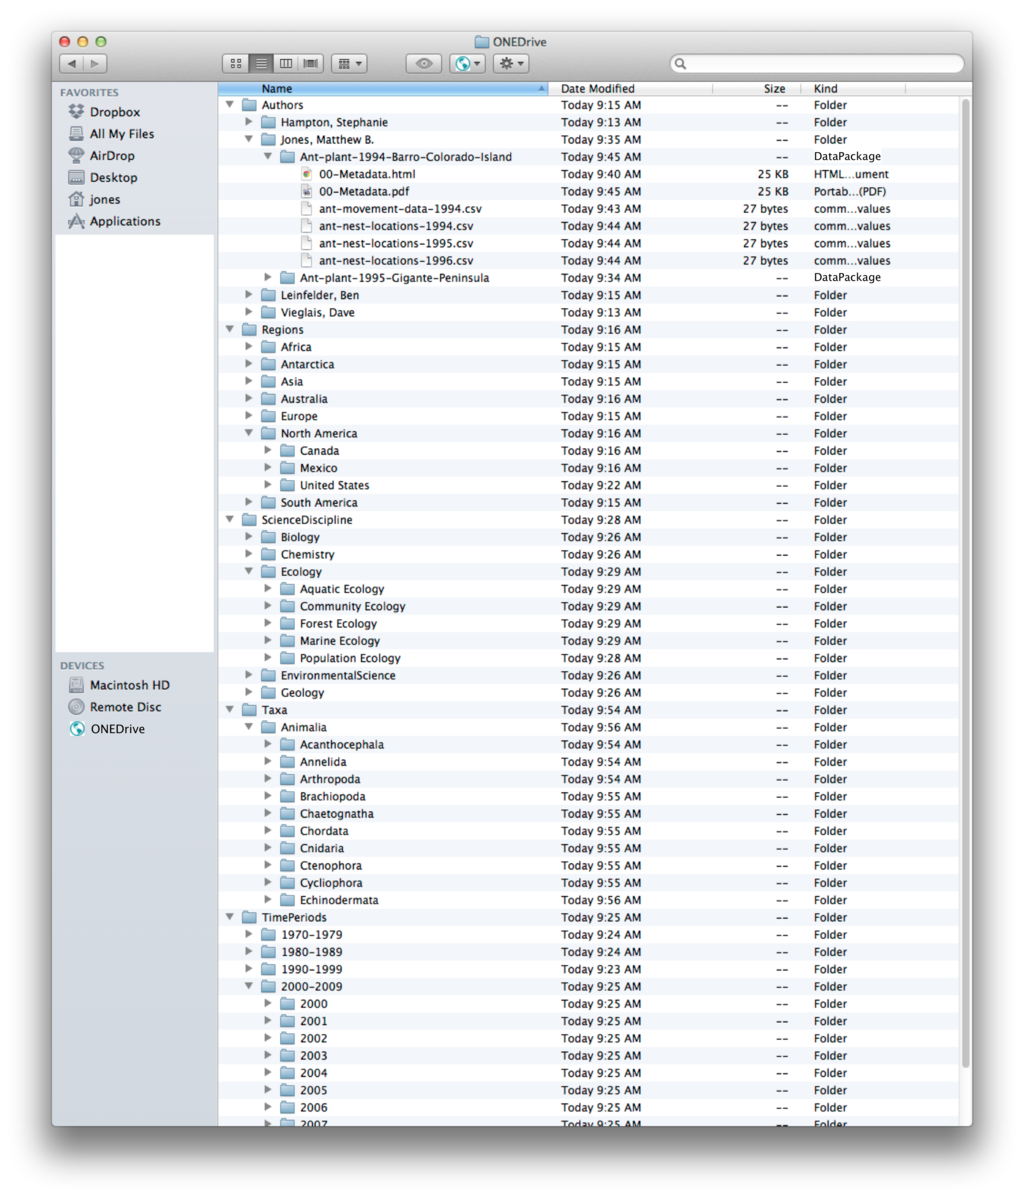 ONEDrive
FAVORITES
Dropbox
All My Files
AirDrop
Desktop
jones
Applications
DEVICES
Macintosh HD
Remote Disc
ONEDrive
Name Date Modified Size Kind
Authors Today 9:15 AM -- Folder
Hampton, Stephanie Today 9:13 AM -- Folder
Jones, Matthew B. Today 9:35 AM -- Folder
Ant-plant-1994-Barro-Colorado-Island Today 9:45 AM -- DataPackage
00-Metadata.html Today 9:40 AM 25 KB HTML...ument
00-Metadata.pdf Today 9:45 AM 25 KB Portab...(PDF)
ant-movement-data-1994.csv Today 9:43 AM 27 bytes comm...values
ant-nest-locations-1994.csv Today 9:44 AM 27 bytes comm...values
ant-nest-locations-1995.csv Today 9:44 AM 27 bytes comm...values
ant-nest-locations-1996.csv Today 9:44 AM 27 bytes comm...values
Ant-plant-1995-Gigante-Peninsula Today 9:34 AM -- DataPackage
Leinfelder, Ben Today 9:15 AM -- Folder
Vieglais, Dave Today 9:13 AM -- Folder
Regions Today 9:16 AM -- Folder
Africa Today 9:15 AM -- Folder
Antarctica Today 9:15 AM -- Folder
Asia Today 9:15 AM -- Folder
Australia Today 9:16 AM -- Folder
Europe Today 9:15 AM -- Folder
North America Today 9:16 AM -- Folder
Canada Today 9:16 AM -- Folder
Mexico Today 9:16 AM -- Folder
United States Today 9:22 AM -- Folder
South America Today 9:15 AM -- Folder
ScienceDiscipline Today 9:28 AM -- Folder
Biology Today 9:26 AM -- Folder
Chemistry Today 9:26 AM -- Folder
Ecology Today 9:29 AM -- Folder
Aquatic Ecology Today 9:29 AM -- Folder
Community Ecology Today 9:29 AM -- Folder
Forest Ecology Today 9:29 AM -- Folder
Marine Ecology Today 9:29 AM -- Folder
Population Ecology Today 9:28 AM -- Folder
EnvironmentalScience Today 9:26 AM -- Folder
Geology Today 9:26 AM -- Folder
Taxa Today 9:54 AM -- Folder
Animalia Today 9:56 AM -- Folder
Acanthocephala Today 9:54 AM -- Folder
Annelida Today 9:54 AM -- Folder
Arthropoda Today 9:54 AM -- Folder
Brachiopoda Today 9:55 AM -- Folder
Chaetognatha Today 9:55 AM -- Folder
Chordata Today 9:55 AM -- Folder
Cnidaria Today 9:55 AM -- Folder
Ctenophora Today 9:55 AM -- Folder
Cycliophora Today 9:55 AM -- Folder
Echinodermata Today 9:56 AM -- Folder
TimePeriods Today 9:25 AM -- Folder
1970-1979 Today 9:24 AM -- Folder
1980-1989 Today 9:24 AM -- Folder
1990-1999 Today 9:23 AM -- Folder
2000-2009 Today 9:25 AM -- Folder
2000 Today 9:25 AM -- Folder
2001 Today 9:25 AM -- Folder
2002 Today 9:25 AM -- Folder
2003 Today 9:25 AM -- Folder
2004 Today 9:25 AM -- Folder
2005 Today 9:25 AM -- Folder
2006 Today 9:25 AM -- Folder
2007 Today 9:25 AM -- Folder